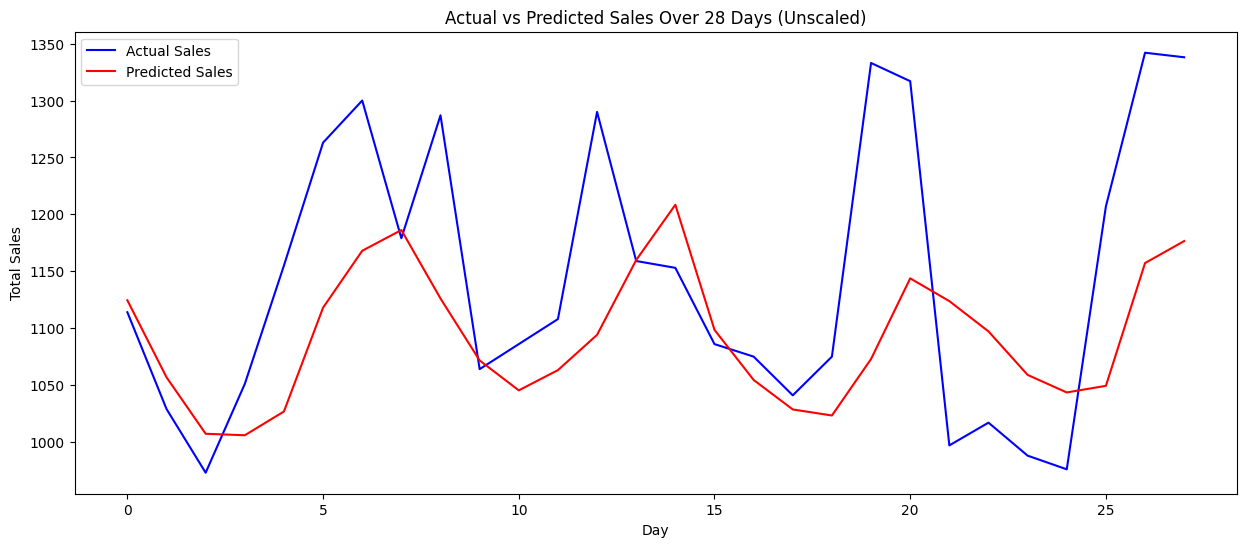 Actual vs Predicted Sales Over 28 Days (Unscaled)
Actual Sales
Predicted Sales
Total Sales
1350
1300
1250
1200
1150
1100
1050
1000
0 5 10 15 20 25
Day